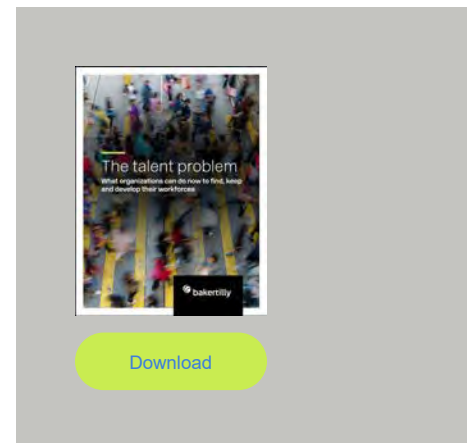 The talent problem
What organizations can do now to find, keep
and develop their workforces
bakertilly
Download